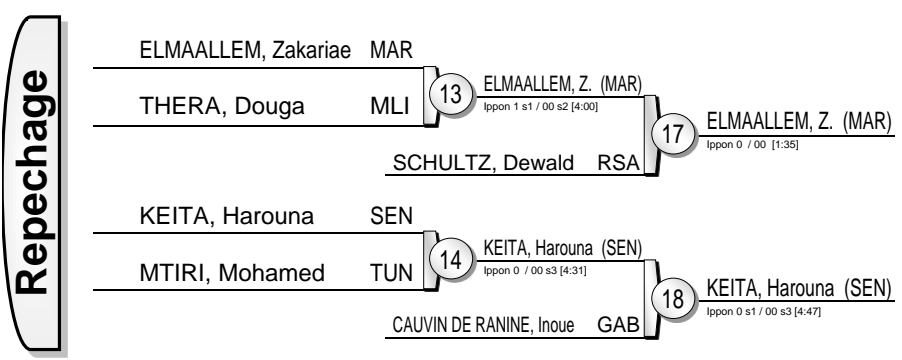 Repechage
ELMAALLEM, Zakariae MAR
THERA, Douga MLI
13
ELMAALLEM, Z. (MAR)
Ippon 1 s1 / 00 s2 [4:00]
SCHULTZ, Dewald RSA
17
ELMAALLEM, Z. (MAR)
Ippon 0 / 00 [1:35]
KEITA, Harouna SEN
MTIRI, Mohamed TUN
14
KEITA, Harouna (SEN)
Ippon 0 / 00 s3 [4:31]
CAUVIN DE RANINE, Inoue GAB
18
KEITA, Harouna (SEN)
Ippon 0 s1 / 00 s3 [4:47]